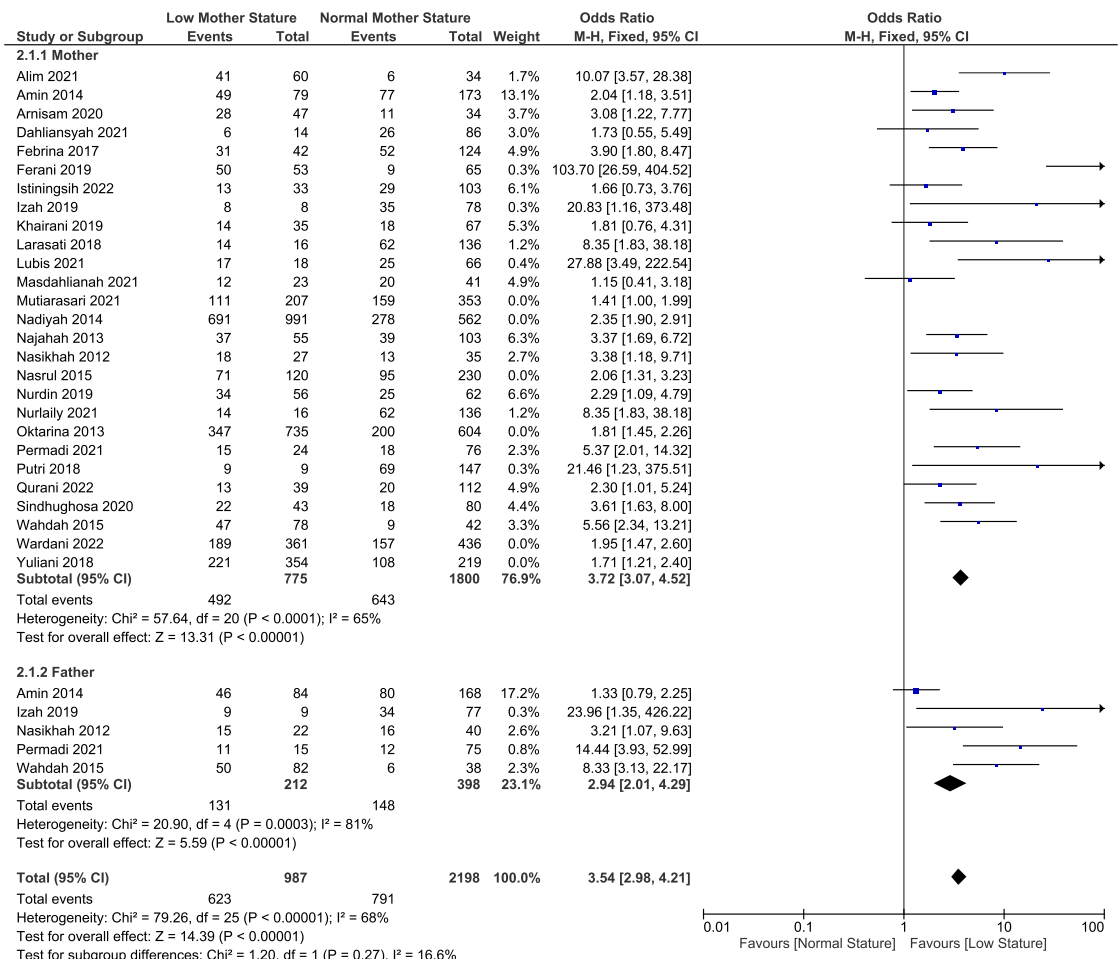 Low Mother Stature Normal Mother Stature Odds Ratio Odds Ratio
Study or Subgroup Events Total Events Total Weight M-H, Fixed, 95% CI M-H, Fixed, 95% CI
2.1.1 Mother
Alim 2021 41 60 6 34 1.7% 10.07 [3.57, 28.38]
Amin 2014 49 79 77 173 13.1% 2.04 [1.18, 3.51]
Arnisam 2020 28 47 11 34 3.7% 3.08 [1.22, 7.77]
Dahliansyah 2021 6 14 26 86 3.0% 1.73 [0.55, 5.49]
Febrina 2017 31 42 52 124 4.9% 3.90 [1.80, 8.47]
Ferani 2019 50 53 9 65 0.3% 103.70 [26.59, 404.52]
Istiningsih 2022 13 33 29 103 6.1% 1.66 [0.73, 3.76]
Izah 2019 8 8 35 78 0.3% 20.83 [1.16, 373.48]
Khairani 2019 14 35 18 67 5.3% 1.81 [0.76, 4.31]
Larasati 2018 14 16 62 136 1.2% 8.35 [1.83, 38.18]
Lubis 2021 17 18 25 66 0.4% 27.88 [3.49, 222.54]
Masdahlianah 2021 12 23 20 41 4.9% 1.15 [0.41, 3.18]
Mutiarasari 2021 111 207 159 353 0.0% 1.41 [1.00, 1.99]
Nadiyah 2014 691 991 278 562 0.0% 2.35 [1.90, 2.91]
Najahah 2013 37 55 39 103 6.3% 3.37 [1.69, 6.72]
Nasikhah 2012 18 27 13 35 2.7% 3.38 [1.18, 9.71]
Nasrul 2015 71 120 95 230 0.0% 2.06 [1.31, 3.23]
Nurdin 2019 34 56 25 62 6.6% 2.29 [1.09, 4.79]
Nurlaily 2021 14 16 62 136 1.2% 8.35 [1.83, 38.18]
Oktarina 2013 347 735 200 604 0.0% 1.81 [1.45, 2.26]
Permadi 2021 15 24 18 76 2.3% 5.37 [2.01, 14.32]
Putri 2018 9 9 69 147 0.3% 21.46 [1.23, 375.51]
Qurani 2022 13 39 20 112 4.9% 2.30 [1.01, 5.24]
Sindhughosa 2020 22 43 18 80 4.4% 3.61 [1.63, 8.00]
Wahdah 2015 47 78 9 42 3.3% 5.56 [2.34, 13.21]
Wardani 2022 189 361 157 436 0.0% 1.95 [1.47, 2.60]
Yuliani 2018 221 354 108 219 0.0% 1.71 [1.21, 2.40]
Subtotal (95% CI) 775 1800 76.9% 3.72 [3.07, 4.52]
Total events 492 643
Heterogeneity: Chi² = 57.64, df = 20 (P < 0.0001); I² = 65%
Test for overall effect: Z = 13.31 (P < 0.00001)
2.1.2 Father
Amin 2014 46 84 80 168 17.2% 1.33 [0.79, 2.25]
Izah 2019 9 9 34 77 0.3% 23.96 [1.35, 426.22]
Nasikhah 2012 15 22 16 40 2.6% 3.21 [1.07, 9.63]
Permadi 2021 11 15 12 75 0.8% 14.44 [3.93, 52.99]
Wahdah 2015 50 82 6 38 2.3% 8.33 [3.13, 22.17]
Subtotal (95% CI) 212 398 23.1% 2.94 [2.01, 4.29]
Total events 131 148
Heterogeneity: Chi² = 20.90, df = 4 (P = 0.0003); I² = 81%
Test for overall effect: Z = 5.59 (P < 0.00001)
Total (95% CI) 987 2198 100.0% 3.54 [2.98, 4.21]
Total events 623 791
Heterogeneity: Chi² = 79.26, df = 25 (P < 0.00001); I² = 68%
Test for overall effect: Z = 14.39 (P < 0.00001)
Test for subgroup differences: Chi² = 1.20, df = 1 (P = 0.27), I² = 16.6%
0.01 0.1 1 10 100
Favours [Normal Stature] Favours [Low Stature]